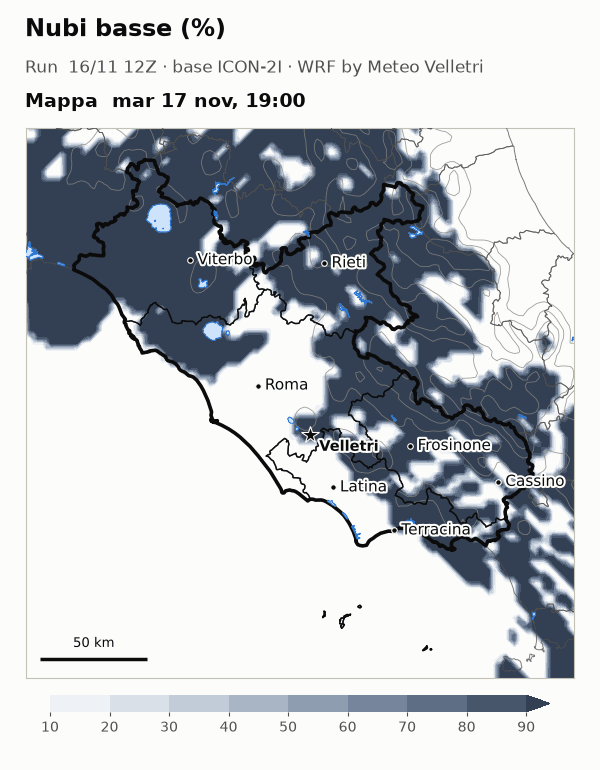 Nubi basse (%)
Run 16/11 12Z · base ICON-2I · WRF by Meteo Velletri
Mappa mar 17 nov, 19:00
Viterbo
Rieti
Roma
Velletri
Frosinone
Cassino
Latina
Terracina
50 km
10 20 30 40 50 60 70 80 90